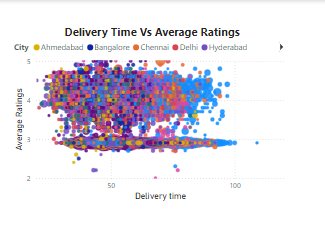 Delivery Time Vs Average Ratings
City Ahmedabad Bangalore Chennai Delhi Hyderabad
5
4
3
2
Average Ratings
50 100
Delivery time